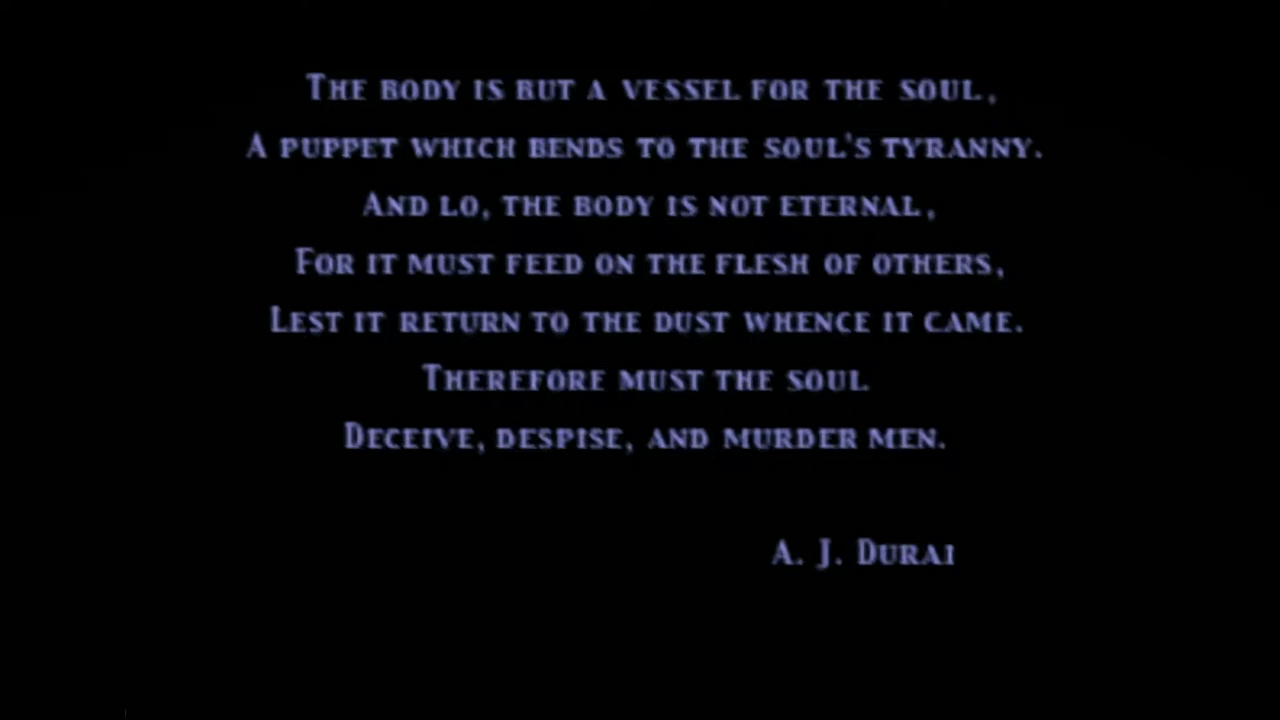 The body is but a vessel for the soul,
A puppet which bends to the soul's tyranny.
And lo, the body is not eternal,
For it must feed on the flesh of others,
Lest it return to the dust whence it came.
Therefore must the soul
Deceive, despise, and murder men.
A. J. Durai